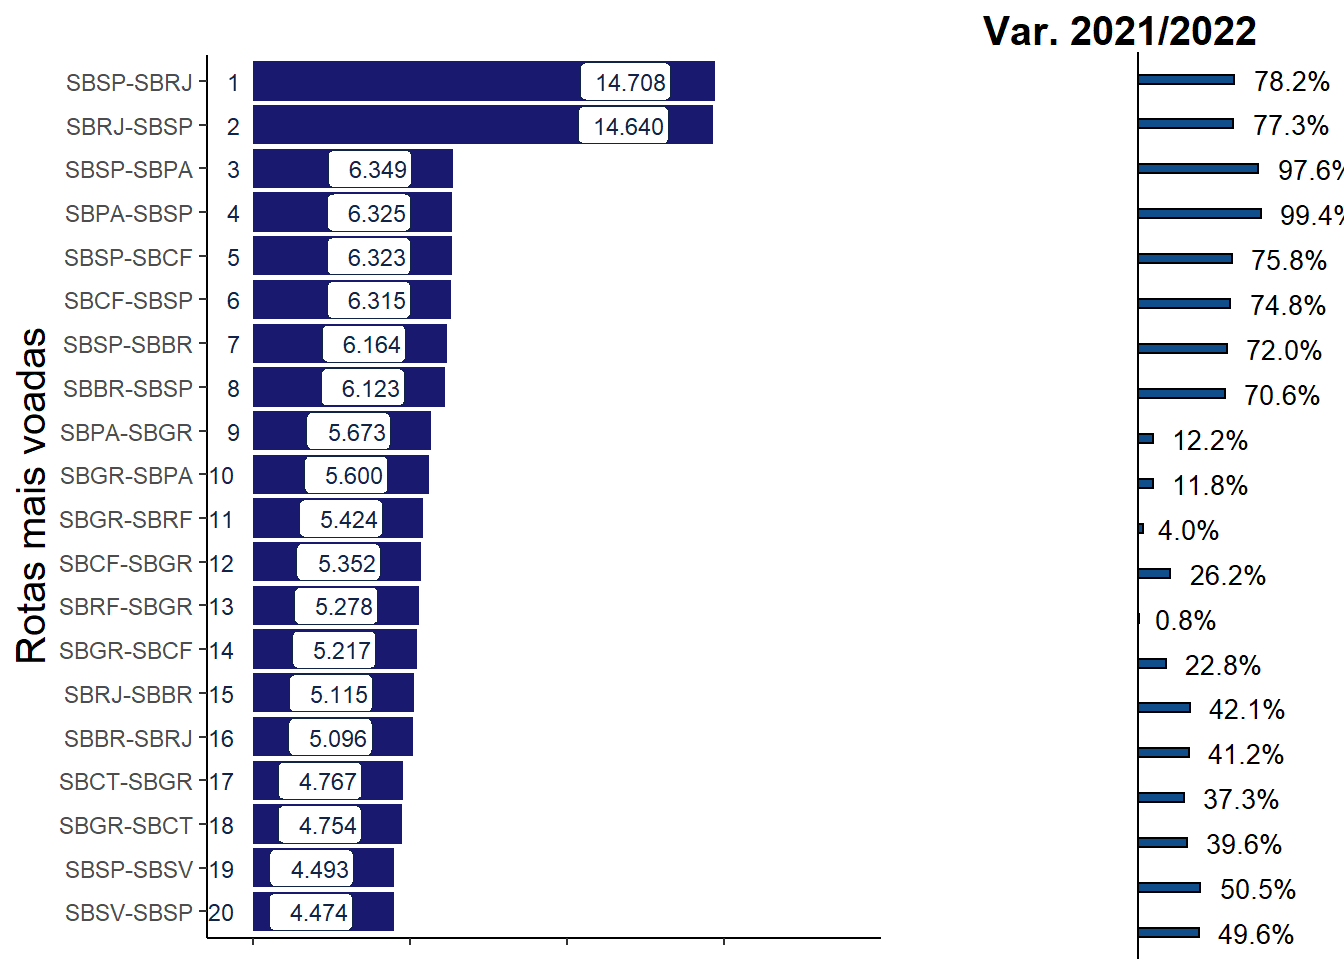 Var. 2021/2022
Rotas mais voadas
SBSP-SBRJ 1 14.708 78.2%
SBRJ-SBSP 2 14.640 77.3%
SBSP-SBPA 3 6.349 97.6%
SBPA-SBSP 4 6.325 99.4%
SBSP-SBCF 5 6.323 75.8%
SBCF-SBSP 6 6.315 74.8%
SBSP-SBBR 7 6.164 72.0%
SBBR-SBSP 8 6.123 70.6%
SBPA-SBGR 9 5.673 12.2%
SBGR-SBPA 10 5.600 11.8%
SBGR-SBRF 11 5.424 4.0%
SBCF-SBGR 12 5.352 26.2%
SBRF-SBGR 13 5.278 0.8%
SBGR-SBCF 14 5.217 22.8%
SBRJ-SBBR 15 5.115 42.1%
SBBR-SBRJ 16 5.096 41.2%
SBCT-SBGR 17 4.767 37.3%
SBGR-SBCT 18 4.754 39.6%
SBSP-SBSV 19 4.493 50.5%
SBSV-SBSP 20 4.474 49.6%